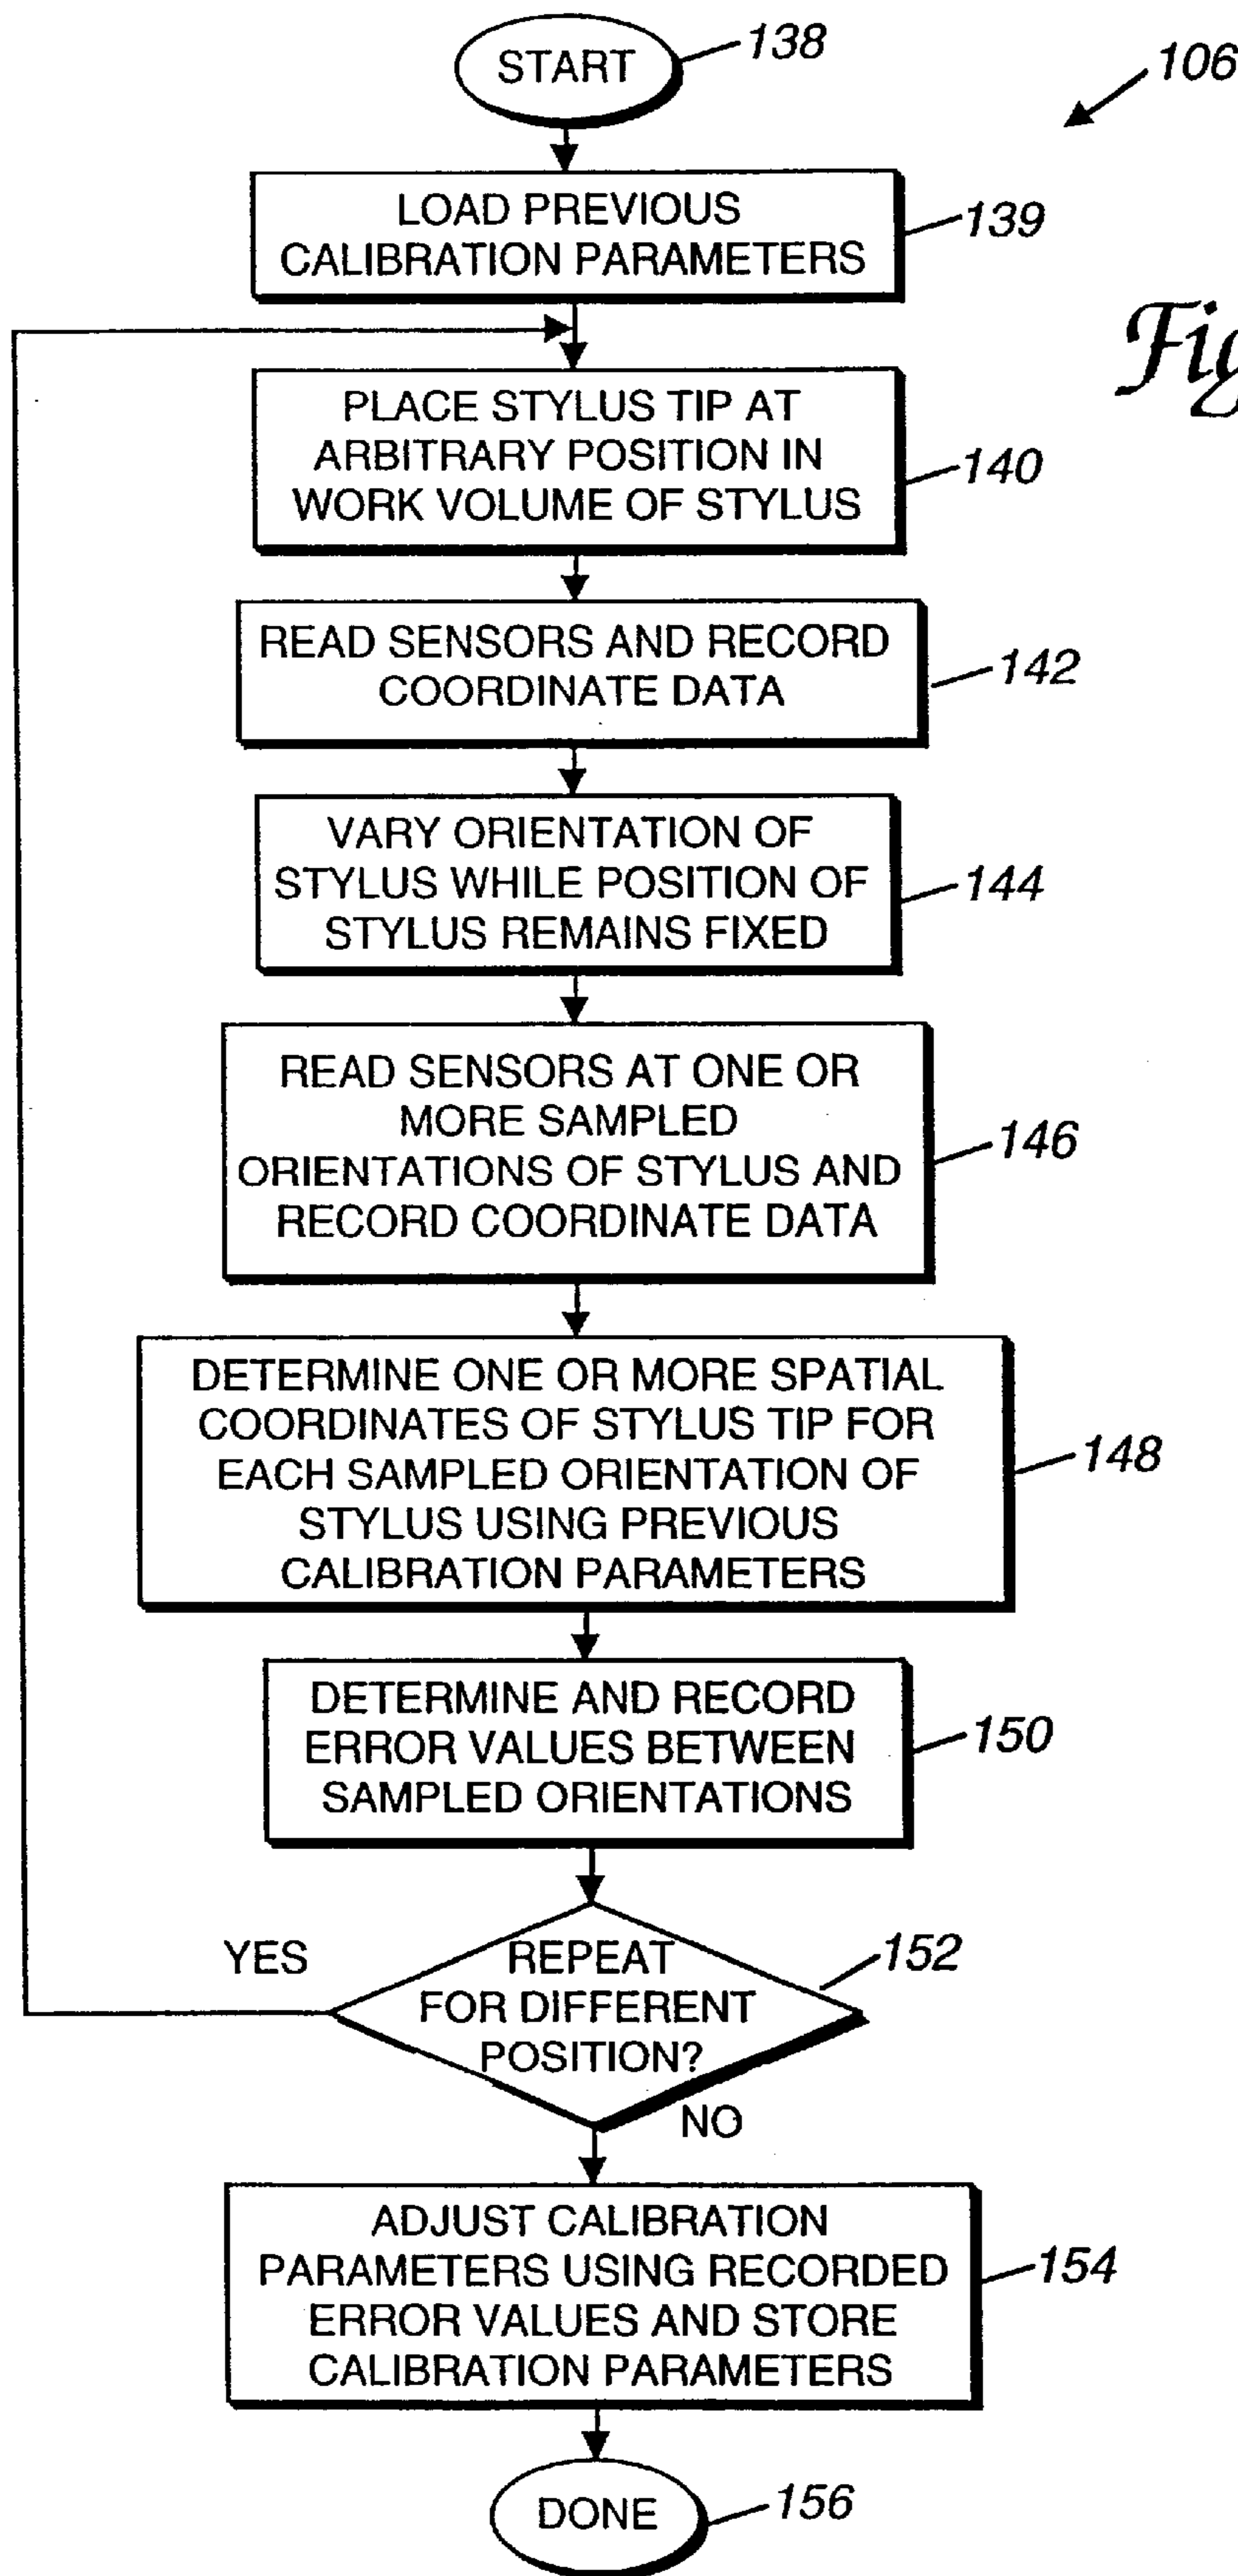 START
138
106
LOAD PREVIOUS
CALIBRATION PARAMETERS
139
Fig
PLACE STYLUS TIP AT
ARBITRARY POSITION IN
WORK VOLUME OF STYLUS
140
READ SENSORS AND RECORD
COORDINATE DATA
142
VARY ORIENTATION OF
STYLUS WHILE POSITION OF
STYLUS REMAINS FIXED
144
READ SENSORS AT ONE OR
MORE SAMPLED
ORIENTATIONS OF STYLUS AND
RECORD COORDINATE DATA
146
DETERMINE ONE OR MORE SPATIAL
COORDINATES OF STYLUS TIP FOR
EACH SAMPLED ORIENTATION OF
STYLUS USING PREVIOUS
CALIBRATION PARAMETERS
148
DETERMINE AND RECORD
ERROR VALUES BETWEEN
SAMPLED ORIENTATIONS
150
YES
REPEAT
FOR DIFFERENT
POSITION?
152
NO
ADJUST CALIBRATION
PARAMETERS USING RECORDED
ERROR VALUES AND STORE
CALIBRATION PARAMETERS
154
DONE
156